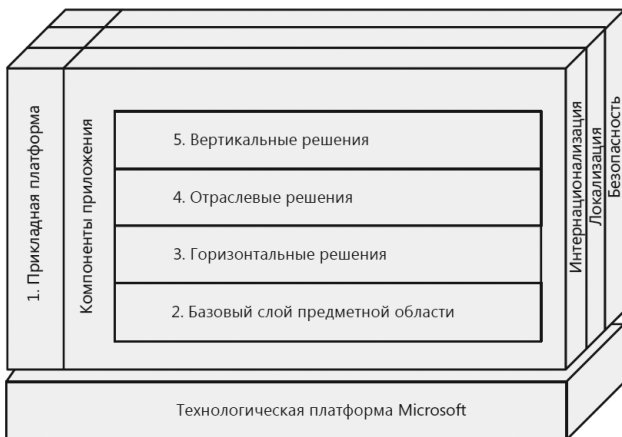 1. Прикладная платформа
Компоненты приложения
5. Вертикальные решения
4. Отраслевые решения
3. Горизонтальные решения
2. Базовый слой предметной области
Интернационализация
Локализация
Безопасность
Технологическая платформа Microsoft